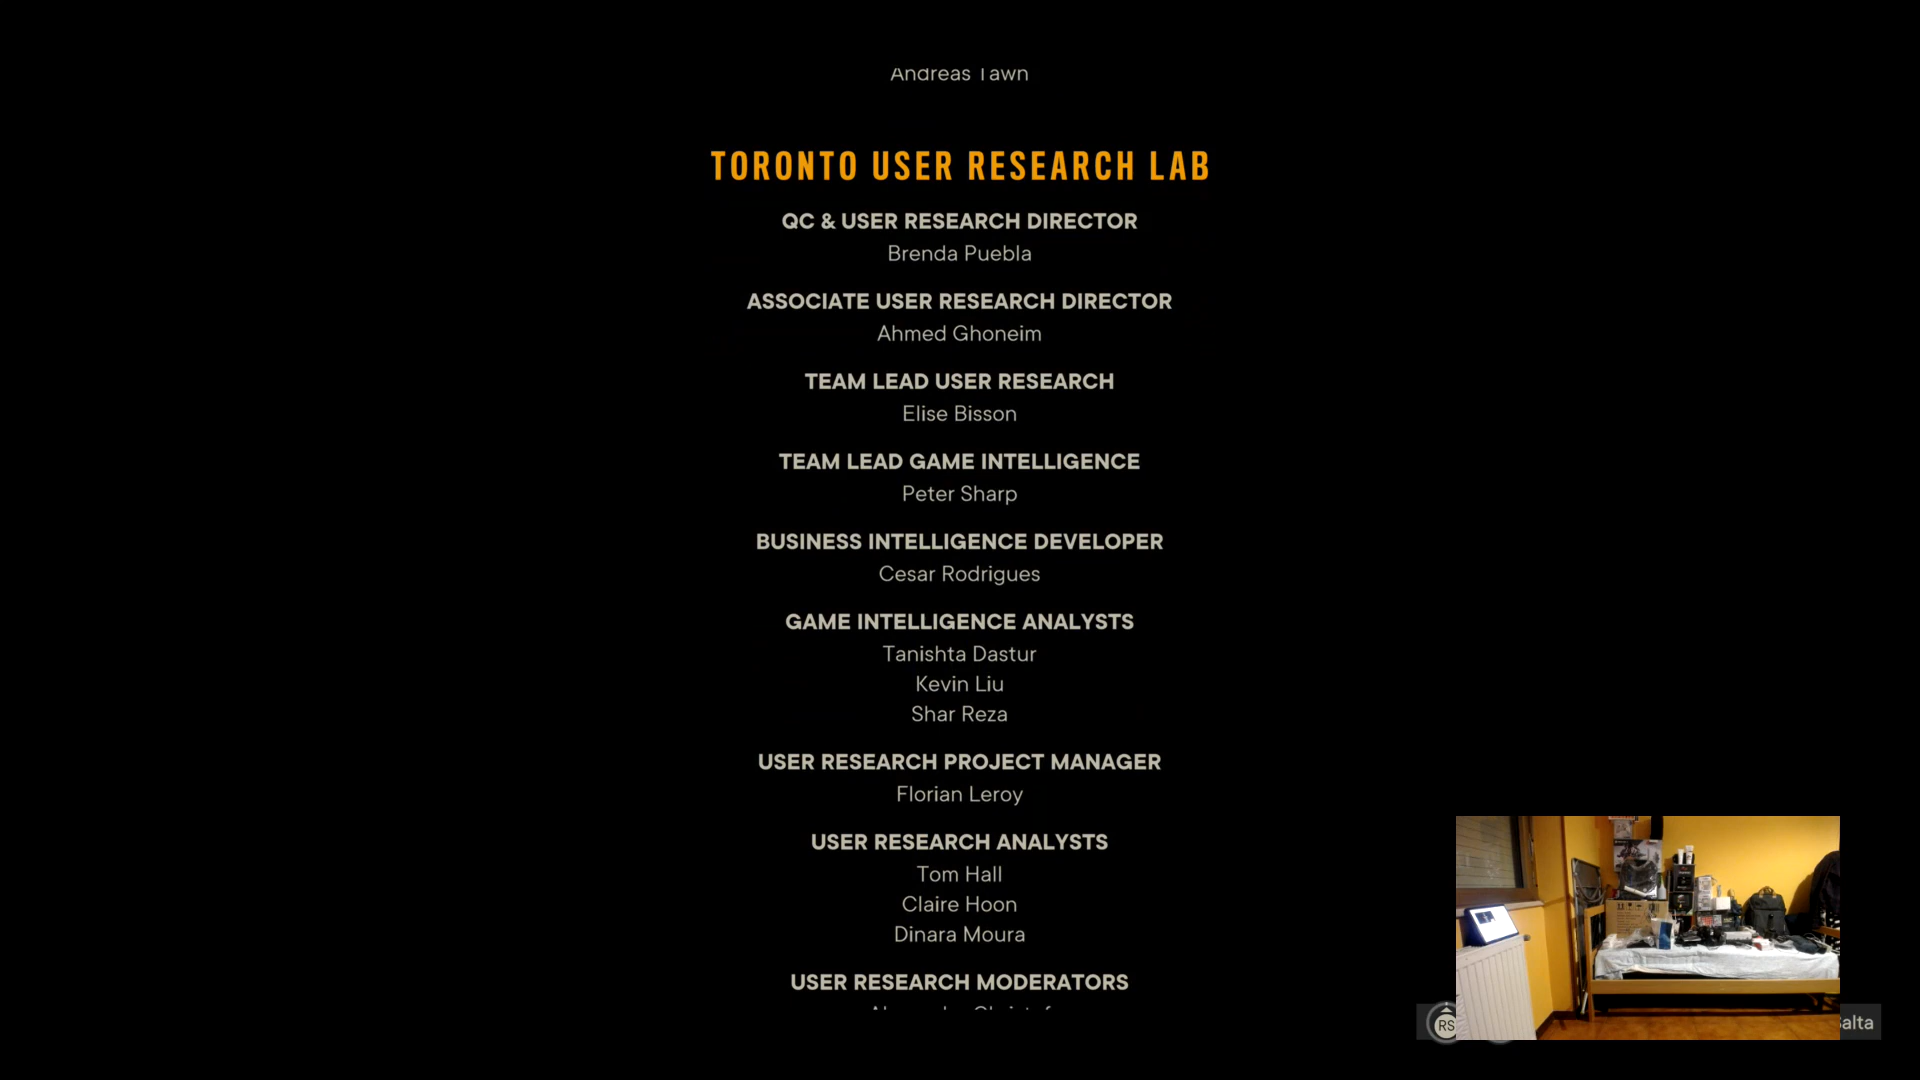 Andreas Tawn
TORONTO USER RESEARCH LAB
QC & USER RESEARCH DIRECTOR
Brenda Puebla
ASSOCIATE USER RESEARCH DIRECTOR
Ahmed Ghoneim
TEAM LEAD USER RESEARCH
Elise Bisson
TEAM LEAD GAME INTELLIGENCE
Peter Sharp
BUSINESS INTELLIGENCE DEVELOPER
Cesar Rodrigues
GAME INTELLIGENCE ANALYSTS
Tanishta Dastur
Kevin Liu
Shar Reza
USER RESEARCH PROJECT MANAGER
Florian Leroy
USER RESEARCH ANALYSTS
Tom Hall
Claire Hoon
Dinara Moura
USER RESEARCH MODERATORS
RS